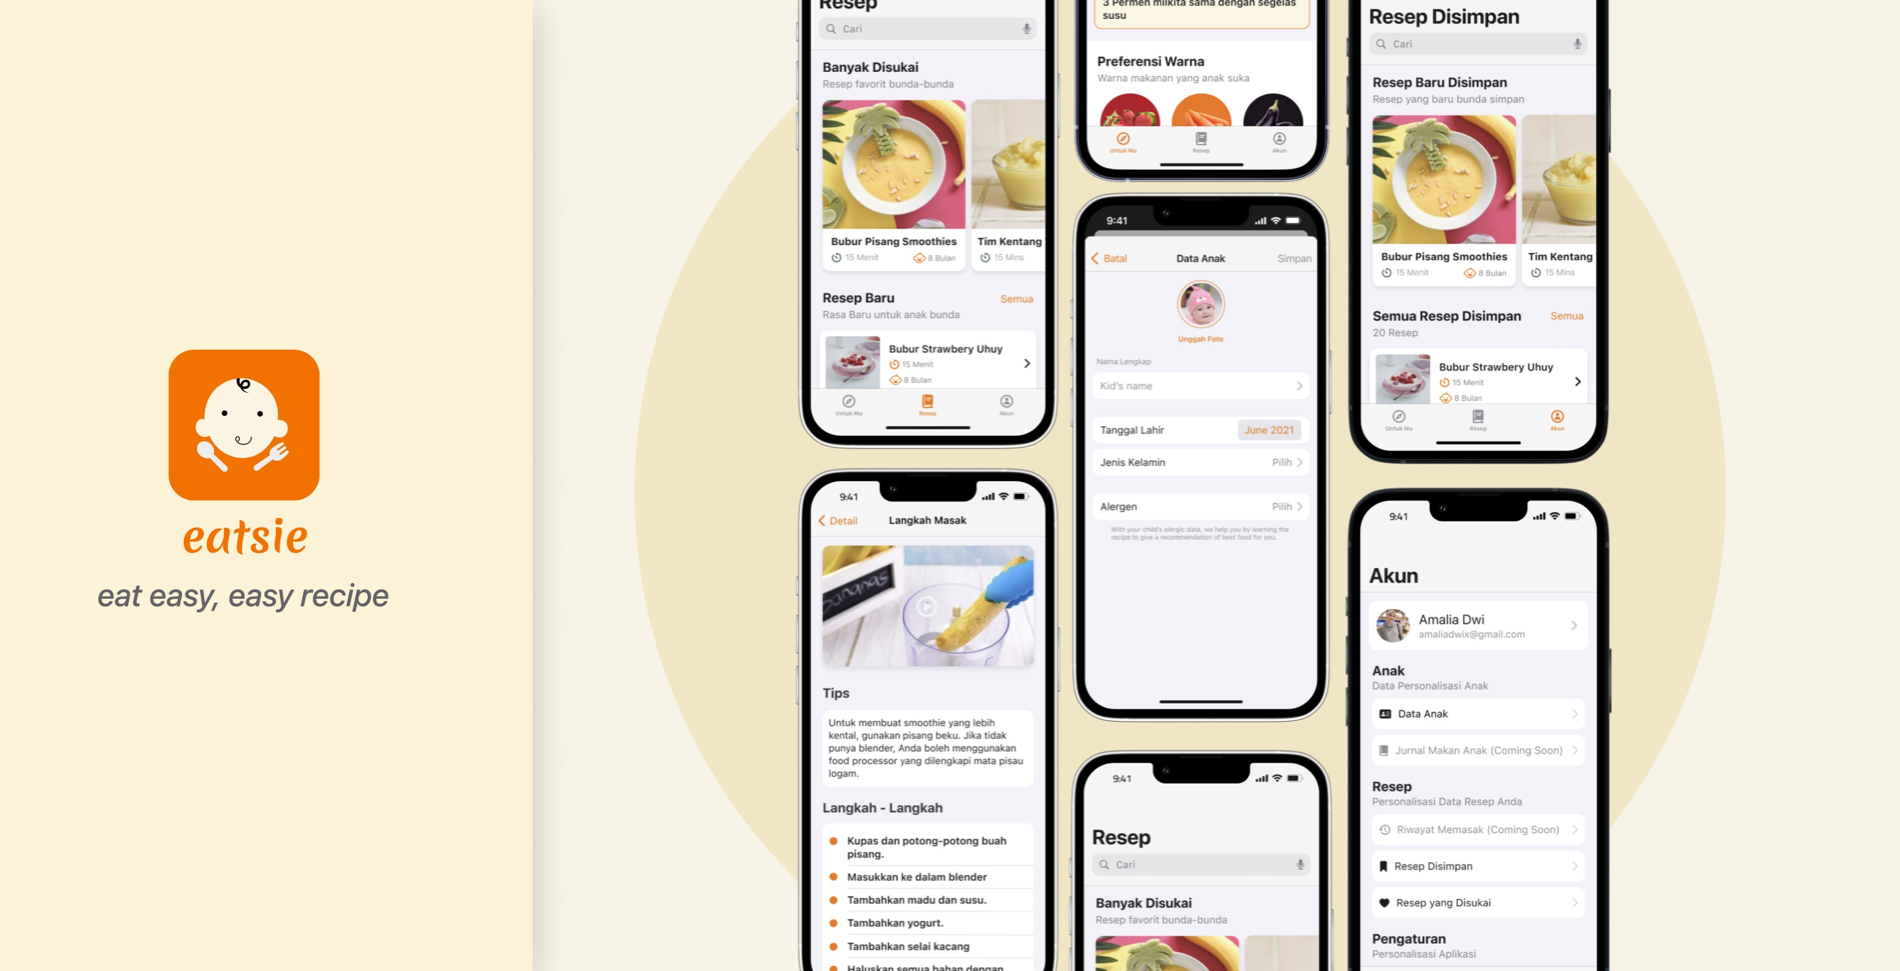 eatsie
eat easy, easy recipe
Resep
Cari
Banyak Disukai
Resep favorit bunda-bunda
Bubur Pisang Smoothies
15 Menit
8 Bulan
Tim Kentang
15 Mins
Resep Baru
Semua
Rasa Baru untuk anak bunda
Bubur Strawbery Uhuy
15 Menit
8 Bulan
Untuk Mu
Resep
Akun
9:41
Detail
Langkah Masak
Tips
Untuk membuat smoothie yang lebih
kental, gunakan pisang beku. Jika tidak
punya blender, Anda boleh menggunakan
food processor yang dilengkapi mata pisau
logam.
Langkah - Langkah
Kupas dan potong-potong buah
pisang.
Masukkan ke dalam blender
Tambahkan madu dan susu.
Tambahkan yogurt.
Tambahkan selai kacang
Haluskan semua bahan dengan
3 Permen milkita sama dengan segelas
susu
Preferensi Warna
Warna makanan yang anak suka
Untuk Mu
Resep
Akun
9:41
Batal
Data Anak
Simpan
Unggah Foto
Nama Lengkap
Kid's name
Tanggal Lahir
June 2021
Jenis Kelamin
Pilih
Alergen
Pilih
With your child's alergic data, we help you by learning the
recipe to give a recommendation of best food for you.
9:41
Resep
Cari
Banyak Disukai
Resep favorit bunda-bunda
Resep Disimpan
Cari
Resep Baru Disimpan
Resep yang baru bunda simpan
Bubur Pisang Smoothies
15 Menit
8 Bulan
Tim Kentang
15 Mins
Semua Resep Disimpan
Semua
20 Resep
Bubur Strawbery Uhuy
15 Menit
8 Bulan
Untuk Mu
Resep
Akun
9:41
Akun
Amalia Dwi
amaliadwix@gmail.com
Anak
Data Personalisasi Anak
Data Anak
Jurnal Makan Anak (Coming Soon)
Resep
Personalisasi Data Resep Anda
Riwayat Memasak (Coming Soon)
Resep Disimpan
Resep yang Disukai
Pengaturan
Personalisasi Aplikasi